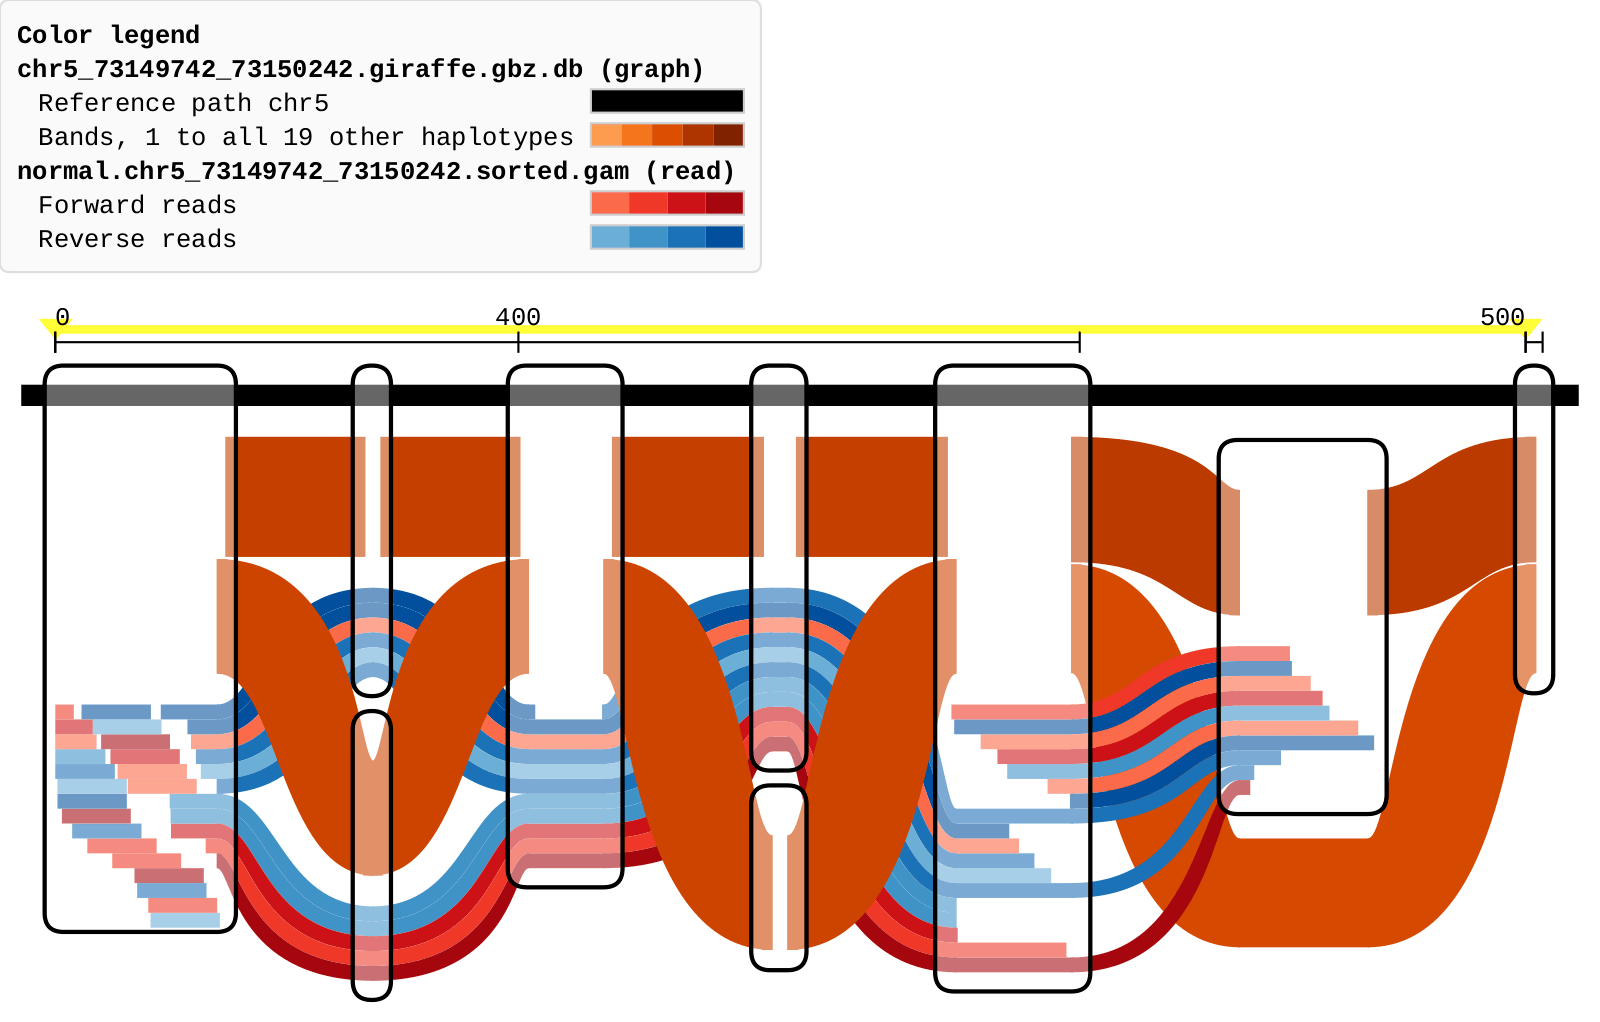 Color legend
chr5_73149742_73150242.giraffe.gbz.db (graph)
Reference path chr5
Bands, 1 to all 19 other haplotypes
normal.chr5_73149742_73150242.sorted.gam (read)
Forward reads
Reverse reads
0 400 500